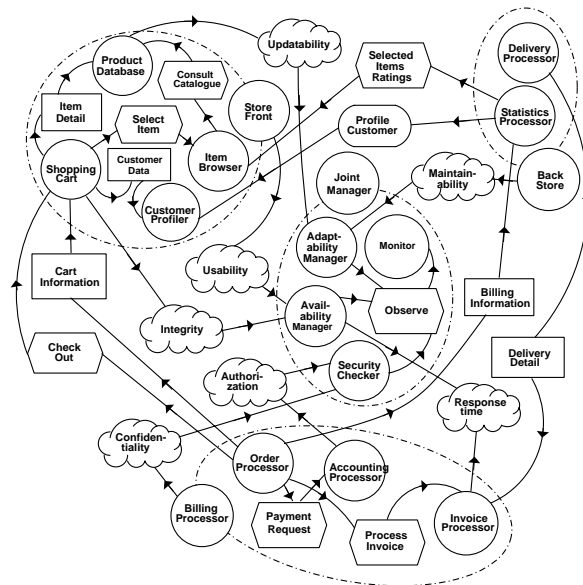 Product
Database
Updatability
Selected
Items
Ratings
Delivery
Processor
Consult
Catalogue
Item
Detail
Select
Item
Store
Front
Profile
Customer
Statistics
Processor
Shopping
Cart
Customer
Data
Item
Browser
Joint
Manager
Maintain-
ability
Back
Store
Customer
Profiler
Adapt-
ability
Manager
Monitor
Cart
Information
Usability
Integrity
Avail-
ability
Manager
Observe
Billing
Information
Check
Out
Authori-
zation
Security
Checker
Delivery
Detail
Response
time
Confiden-
tiality
Order
Processor
Accounting
Processor
Billing
Processor
Payment
Request
Process
Invoice
Invoice
Processor